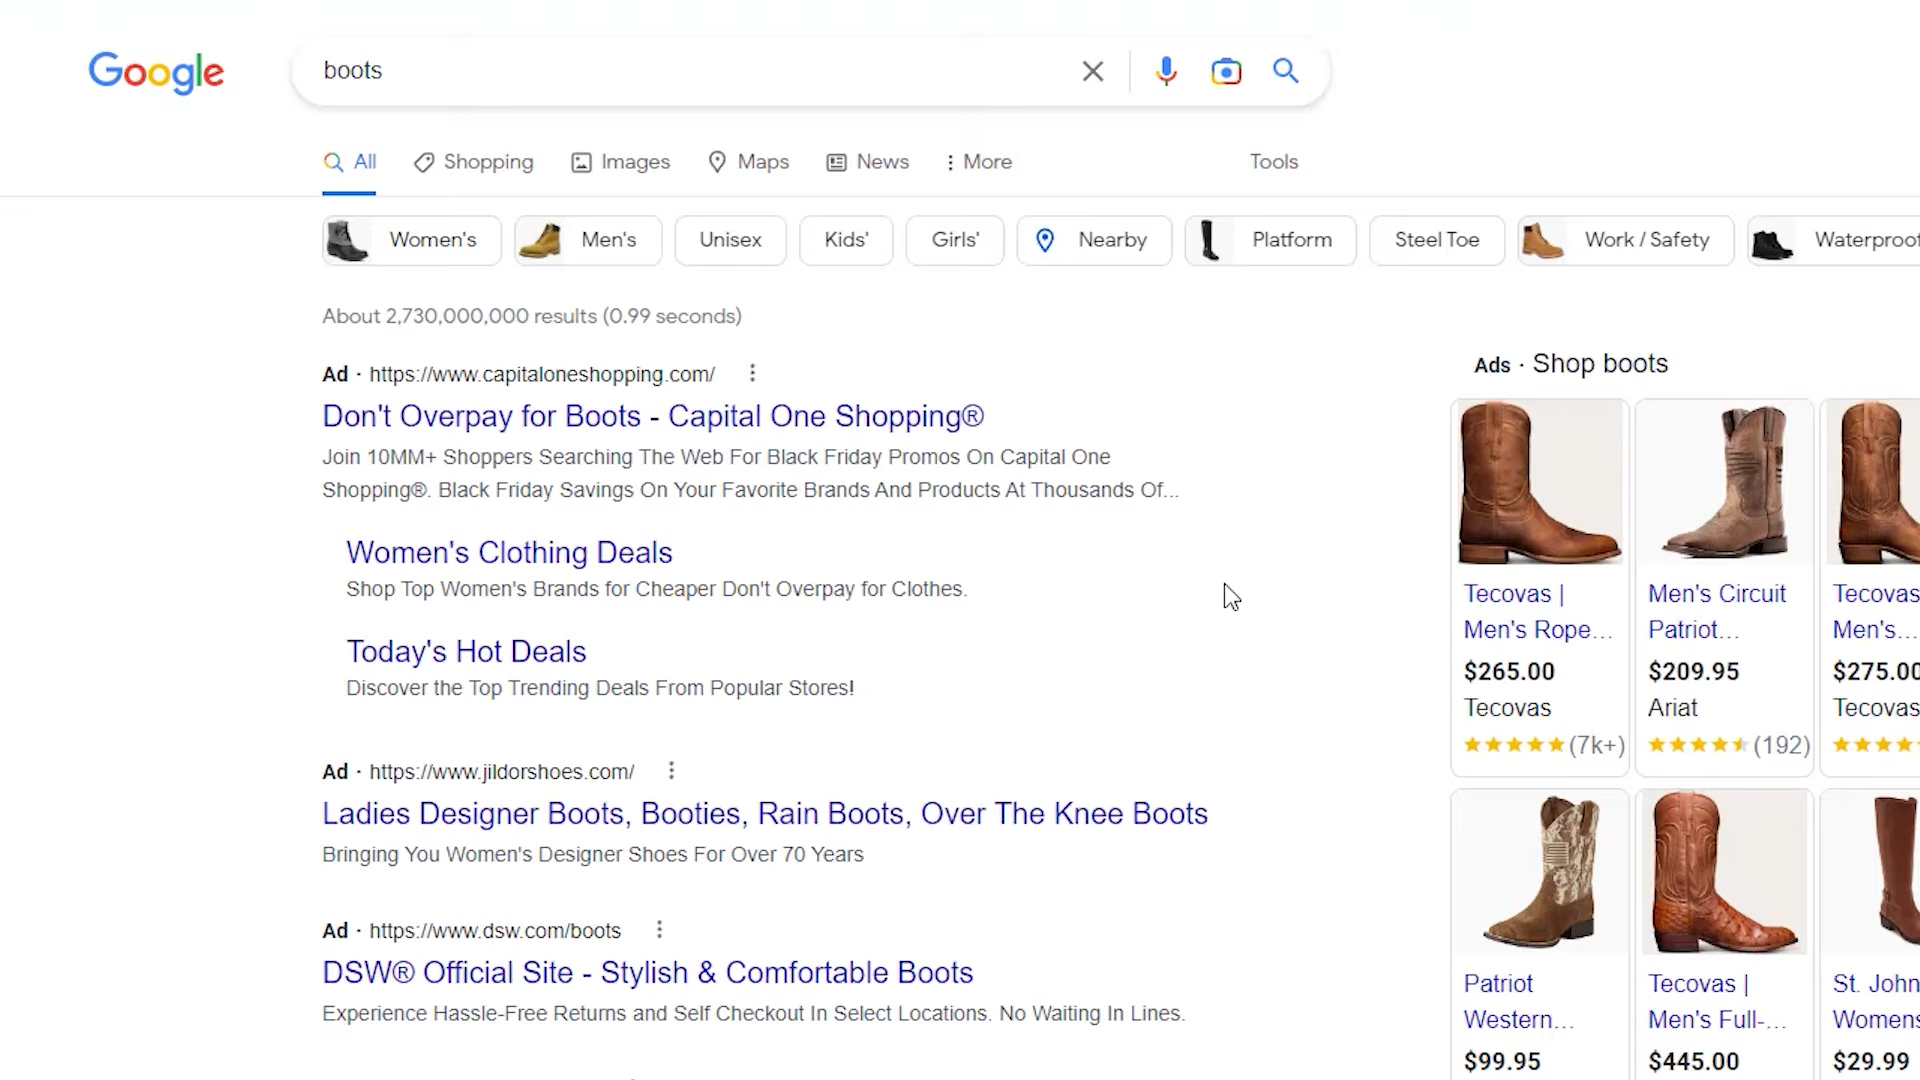 Google
boots
All
Shopping
Images
Maps
News
More
Tools
Women's
Men's
Unisex
Kids'
Girls'
Nearby
Platform
Steel Toe
Work / Safety
Waterproof
About 2,730,000,000 results (0.99 seconds)
Ad · https://www.capitaloneshopping.com/
Don't Overpay for Boots - Capital One Shopping®
Join 10MM+ Shoppers Searching The Web For Black Friday Promos On Capital One
Shopping®. Black Friday Savings On Your Favorite Brands And Products At Thousands Of...
Women's Clothing Deals
Shop Top Women's Brands for Cheaper Don't Overpay for Clothes.
Today's Hot Deals
Discover the Top Trending Deals From Popular Stores!
Ad · https://www.jildorshoes.com/
Ladies Designer Boots, Booties, Rain Boots, Over The Knee Boots
Bringing You Women's Designer Shoes For Over 70 Years
Ad · https://www.dsw.com/boots
DSW® Official Site - Stylish & Comfortable Boots
Experience Hassle-Free Returns and Self Checkout In Select Locations. No Waiting In Lines.
Ads · Shop boots
Tecovas |
Men's Rope...
$265.00
Tecovas
(7k+)
Men's Circuit
Patriot...
$209.95
Ariat
(192)
Tecovas
Men's...
$275.00
Tecovas
Patriot
Western...
$99.95
Tecovas |
Men's Full-...
$445.00
St. John
Womens
$29.99